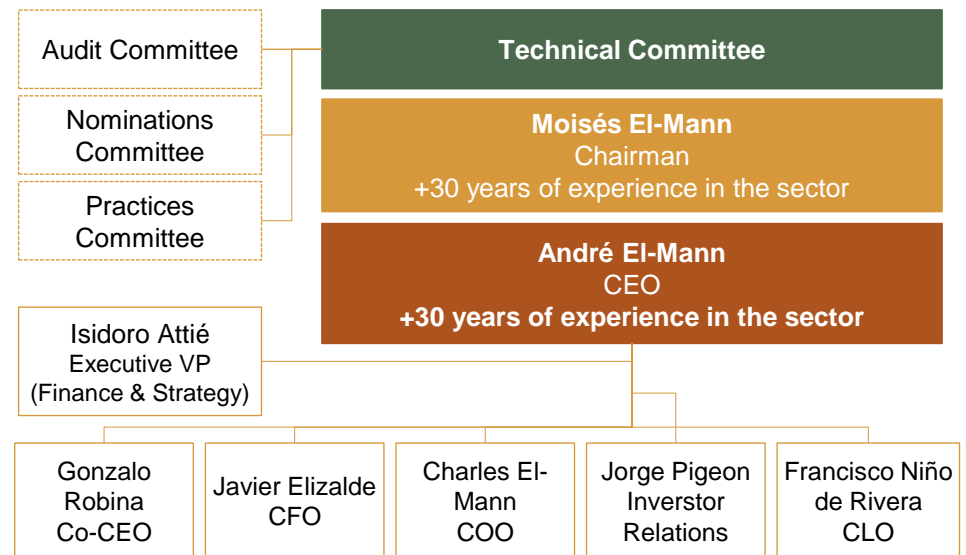 Audit Committee
Technical Committee
Nominations
Committee
Moisés El-Mann
Chairman
+30 years of experience in the sector
Practices
Committee
André El-Mann
CEO
+30 years of experience in the sector
Isidoro Attié
Executive VP
(Finance & Strategy)
Gonzalo
Robina
Co-CEO
Javier Elizalde
CFO
Charles El-
Mann
COO
Jorge Pigeon
Inverstor
Relations
Francisco Niño
de Rivera
CLO